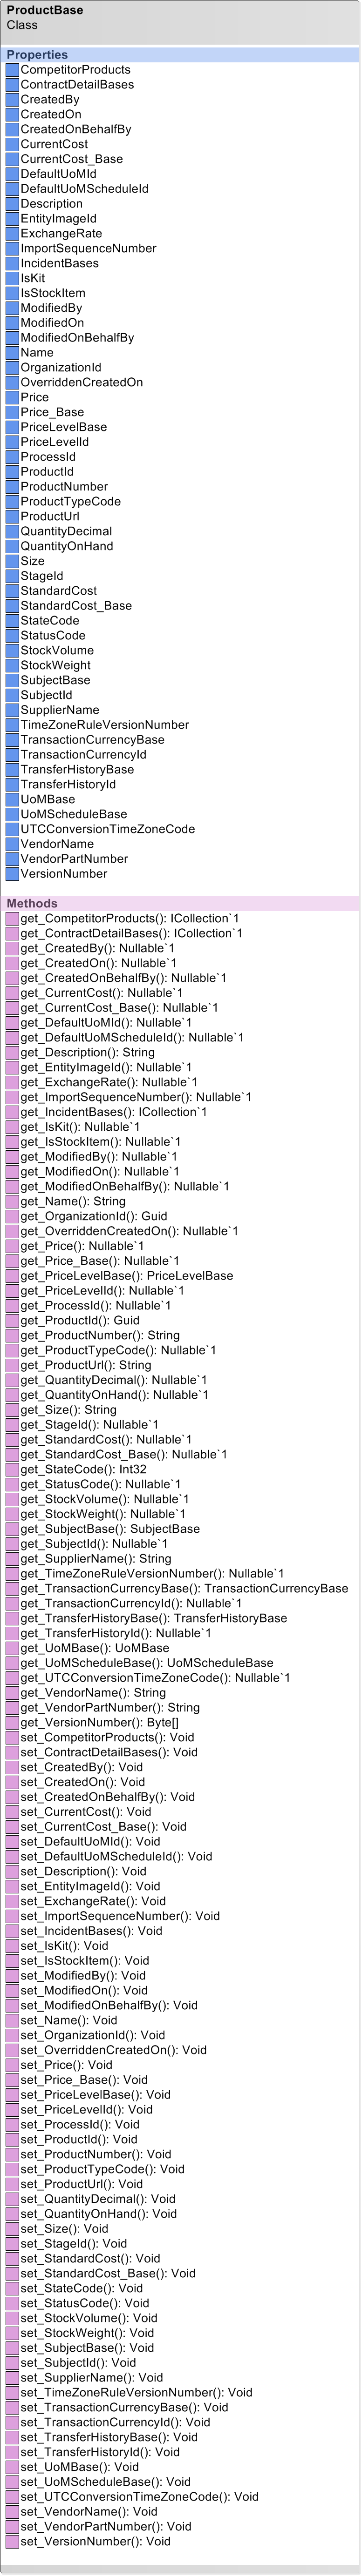 ProductBase
Class
Properties
CompetitorProducts
ContractDetailBases
CreatedBy
CreatedOn
CreatedOnBehalfBy
CurrentCost
CurrentCost_Base
DefaultUoMId
DefaultUoMScheduleId
Description
EntityImageId
ExchangeRate
ImportSequenceNumber
IncidentBases
IsKit
IsStockItem
ModifiedBy
ModifiedOn
ModifiedOnBehalfBy
Name
OrganizationId
OverriddenCreatedOn
Price
Price_Base
PriceLevelBase
PriceLevelId
ProcessId
ProductId
ProductNumber
ProductTypeCode
ProductUrl
QuantityDecimal
QuantityOnHand
Size
StageId
StandardCost
StandardCost_Base
StateCode
StatusCode
StockVolume
StockWeight
SubjectBase
SubjectId
SupplierName
TimeZoneRuleVersionNumber
TransactionCurrencyBase
TransactionCurrencyId
TransferHistoryBase
TransferHistoryId
UoMBase
UoMScheduleBase
UTCConversionTimeZoneCode
VendorName
VendorPartNumber
VersionNumber
Methods
get_CompetitorProducts(): ICollection`1
get_ContractDetailBases(): ICollection`1
get_CreatedBy(): Nullable`1
get_CreatedOn(): Nullable`1
get_CreatedOnBehalfBy(): Nullable`1
get_CurrentCost(): Nullable`1
get_CurrentCost_Base(): Nullable`1
get_DefaultUoMId(): Nullable`1
get_DefaultUoMScheduleId(): Nullable`1
get_Description(): String
get_EntityImageId(): Nullable`1
get_ExchangeRate(): Nullable`1
get_ImportSequenceNumber(): Nullable`1
get_IncidentBases(): ICollection`1
get_IsKit(): Nullable`1
get_IsStockItem(): Nullable`1
get_ModifiedBy(): Nullable`1
get_ModifiedOn(): Nullable`1
get_ModifiedOnBehalfBy(): Nullable`1
get_Name(): String
get_OrganizationId(): Guid
get_OverriddenCreatedOn(): Nullable`1
get_Price(): Nullable`1
get_Price_Base(): Nullable`1
get_PriceLevelBase(): PriceLevelBase
get_PriceLevelId(): Nullable`1
get_ProcessId(): Nullable`1
get_ProductId(): Guid
get_ProductNumber(): String
get_ProductTypeCode(): Nullable`1
get_ProductUrl(): String
get_QuantityDecimal(): Nullable`1
get_QuantityOnHand(): Nullable`1
get_Size(): String
get_StageId(): Nullable`1
get_StandardCost(): Nullable`1
get_StandardCost_Base(): Nullable`1
get_StateCode(): Int32
get_StatusCode(): Nullable`1
get_StockVolume(): Nullable`1
get_StockWeight(): Nullable`1
get_SubjectBase(): SubjectBase
get_SubjectId(): Nullable`1
get_SupplierName(): String
get_TimeZoneRuleVersionNumber(): Nullable`1
get_TransactionCurrencyBase(): TransactionCurrencyBase
get_TransactionCurrencyId(): Nullable`1
get_TransferHistoryBase(): TransferHistoryBase
get_TransferHistoryId(): Nullable`1
get_UoMBase(): UoMBase
get_UoMScheduleBase(): UoMScheduleBase
get_UTCConversionTimeZoneCode(): Nullable`1
get_VendorName(): String
get_VendorPartNumber(): String
get_VersionNumber(): Byte[]
set_CompetitorProducts(): Void
set_ContractDetailBases(): Void
set_CreatedBy(): Void
set_CreatedOn(): Void
set_CreatedOnBehalfBy(): Void
set_CurrentCost(): Void
set_CurrentCost_Base(): Void
set_DefaultUoMId(): Void
set_DefaultUoMScheduleId(): Void
set_Description(): Void
set_EntityImageId(): Void
set_ExchangeRate(): Void
set_ImportSequenceNumber(): Void
set_IncidentBases(): Void
set_IsKit(): Void
set_IsStockItem(): Void
set_ModifiedBy(): Void
set_ModifiedOn(): Void
set_ModifiedOnBehalfBy(): Void
set_Name(): Void
set_OrganizationId(): Void
set_OverriddenCreatedOn(): Void
set_Price(): Void
set_Price_Base(): Void
set_PriceLevelBase(): Void
set_PriceLevelId(): Void
set_ProcessId(): Void
set_ProductId(): Void
set_ProductNumber(): Void
set_ProductTypeCode(): Void
set_ProductUrl(): Void
set_QuantityDecimal(): Void
set_QuantityOnHand(): Void
set_Size(): Void
set_StageId(): Void
set_StandardCost(): Void
set_StandardCost_Base(): Void
set_StateCode(): Void
set_StatusCode(): Void
set_StockVolume(): Void
set_StockWeight(): Void
set_SubjectBase(): Void
set_SubjectId(): Void
set_SupplierName(): Void
set_TimeZoneRuleVersionNumber(): Void
set_TransactionCurrencyBase(): Void
set_TransactionCurrencyId(): Void
set_TransferHistoryBase(): Void
set_TransferHistoryId(): Void
set_UoMBase(): Void
set_UoMScheduleBase(): Void
set_UTCConversionTimeZoneCode(): Void
set_VendorName(): Void
set_VendorPartNumber(): Void
set_VersionNumber(): Void